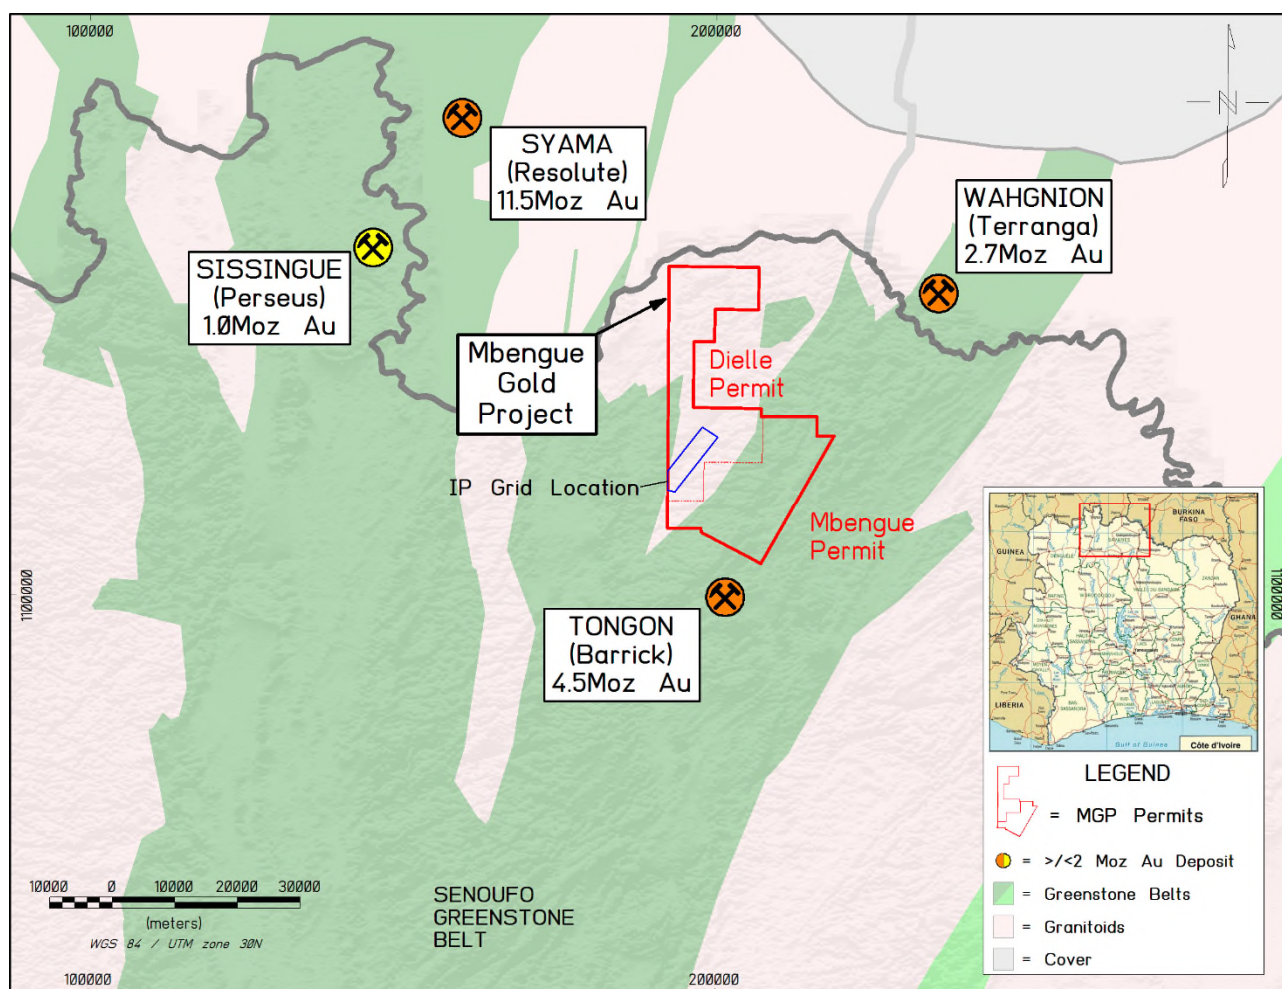 100000
200000
SYAMA
(Resolute)
11.5Moz Au
N
WAHGNION
(Terranga)
2.7Moz Au
SISSINGUE
(Perseus)
1.0Moz Au
Mbengue
Gold
Project
Dielle
Permit
IP Grid Location
Mbengue
Permit
1100000
1100000
TONGON
(Barrick)
4.5Moz Au
BURKINA
FASO
GUINEA
GHANA
LIBERIA
Gulf of Guinea
Côte d'Ivoire
LEGEND
= MGP Permits
= >/<2 Moz Au Deposit
= Greenstone Belts
= Granitoids
= Cover
10000 0 10000 20000 30000
(meters)
WGS 84 / UTM zone 30N
SENOUFO
GREENSTONE
BELT
100000
200000